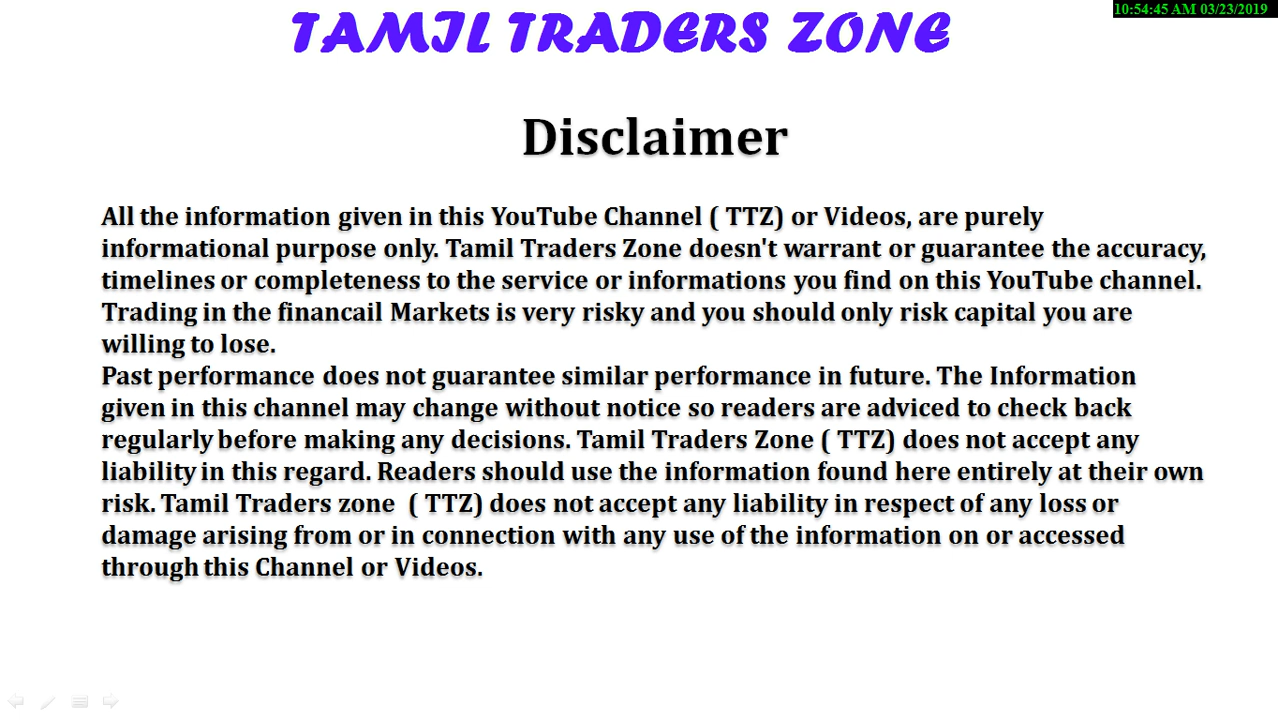 10:54:45 AM 03/23/2019
TAMIL TRADERS ZONE
Disclaimer
All the information given in this YouTube Channel ( TTZ) or Videos, are purely
informational purpose only. Tamil Traders Zone doesn't warrant or guarantee the accuracy,
timelines or completeness to the service or informations you find on this YouTube channel.
Trading in the financail Markets is very risky and you should only risk capital you are
willing to lose.
Past performance does not guarantee similar performance in future. The Information
given in this channel may change without notice so readers are adviced to check back
regularly before making any decisions. Tamil Traders Zone ( TTZ) does not accept any
liability in this regard. Readers should use the information found here entirely at their own
risk. Tamil Traders zone  ( TTZ) does not accept any liability in respect of any loss or
damage arising from or in connection with any use of the information on or accessed
through this Channel or Videos.